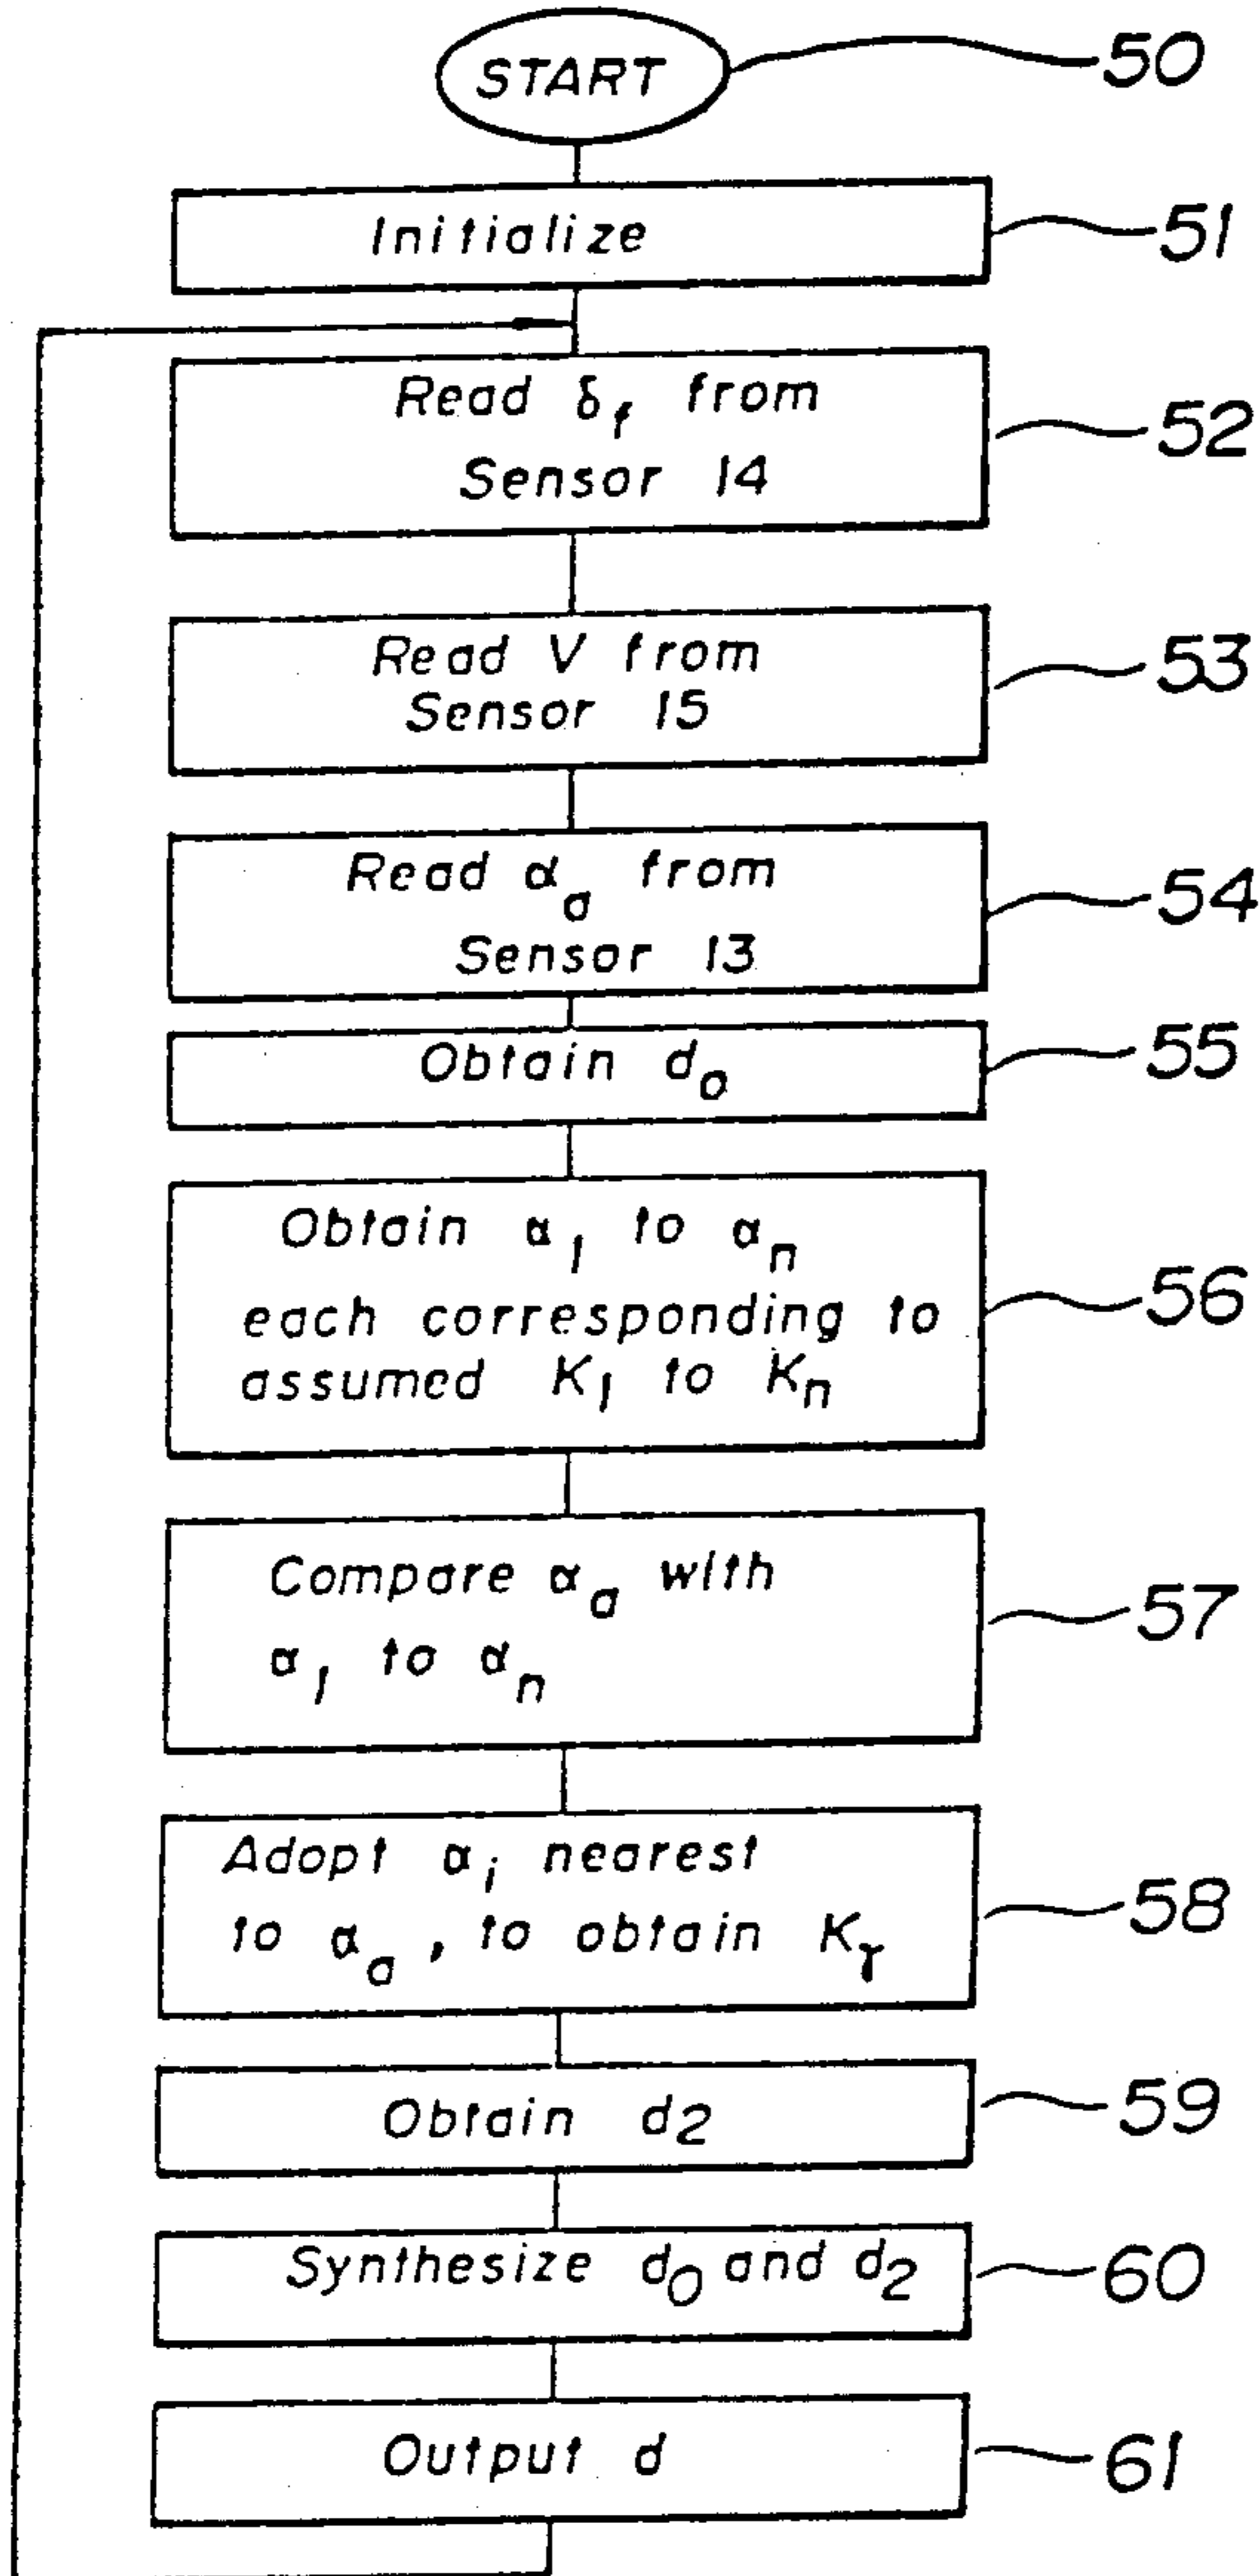 START
50
Initialize
51
Read δf from
Sensor 14
52
Read V from
Sensor 15
53
Read αa from
Sensor 13
54
Obtain do
55
Obtain α1 to αn
each corresponding to
assumed K1 to Kn
56
Compare αa with
α1 to αn
57
Adopt αi nearest
to αa, to obtain Kr
58
Obtain d2
59
Synthesize d0 and d2
60
Output d
61